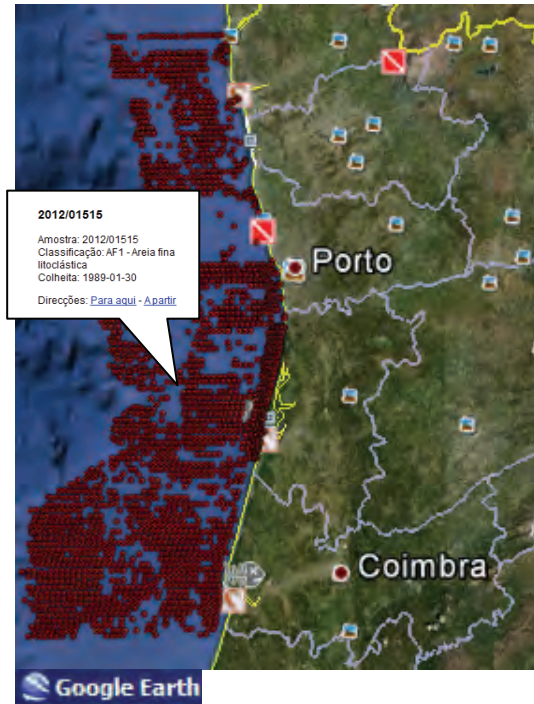 2012/01515
Amostra: 2012/01515
Classificação: AF1 - Areia fina
litoclástica
Colheita: 1989-01-30
Direcções: Para aqui - A partir
Porto
Coimbra
Google Earth